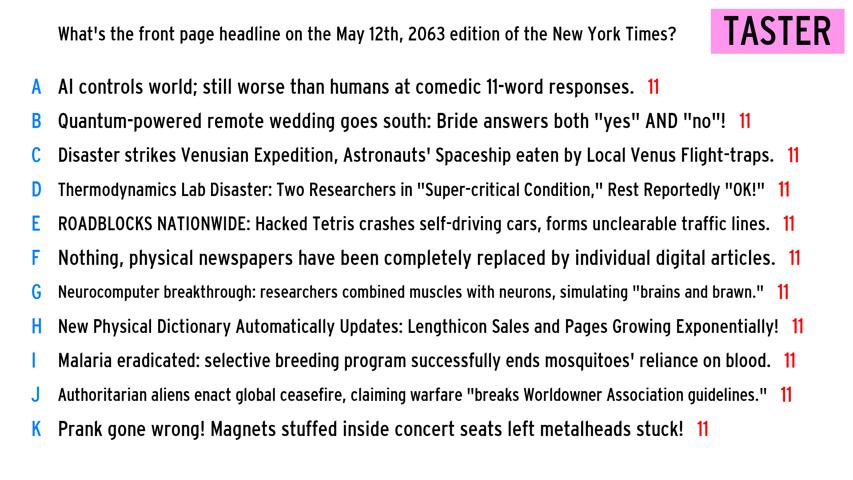 What's the front page headline on the May 12th, 2063 edition of the New York Times?
TASTER
A AI controls world; still worse than humans at comedic 11-word responses. 11
B Quantum-powered remote wedding goes south: Bride answers both "yes" AND "no"! 11
C Disaster strikes Venusian Expedition, Astronauts' Spaceship eaten by Local Venus Flight-traps. 11
D Thermodynamics Lab Disaster: Two Researchers in "Super-critical Condition," Rest Reportedly "OK!" 11
E ROADBLOCKS NATIONWIDE: Hacked Tetris crashes self-driving cars, forms unclearable traffic lines. 11
F Nothing, physical newspapers have been completely replaced by individual digital articles. 11
G Neurocomputer breakthrough: researchers combined muscles with neurons, simulating "brains and brawn." 11
H New Physical Dictionary Automatically Updates: Lengthicon Sales and Pages Growing Exponentially! 11
I Malaria eradicated: selective breeding program successfully ends mosquitoes' reliance on blood. 11
J Authoritarian aliens enact global ceasefire, claiming warfare "breaks Worldowner Association guidelines." 11
K Prank gone wrong! Magnets stuffed inside concert seats left metalheads stuck! 11